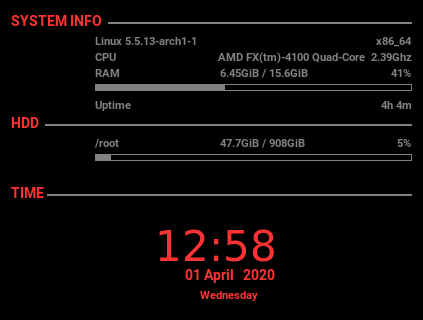 SYSTEM INFO
Linux 5.5.13-arch1-1 x86_64
CPU AMD FX(tm)-4100 Quad-Core 2.39Ghz
RAM 6.45GiB / 15.6GiB 41%
Uptime 4h 4m
HDD
/root 47.7GiB / 908GiB 5%
TIME
12:58
01 April 2020
Wednesday